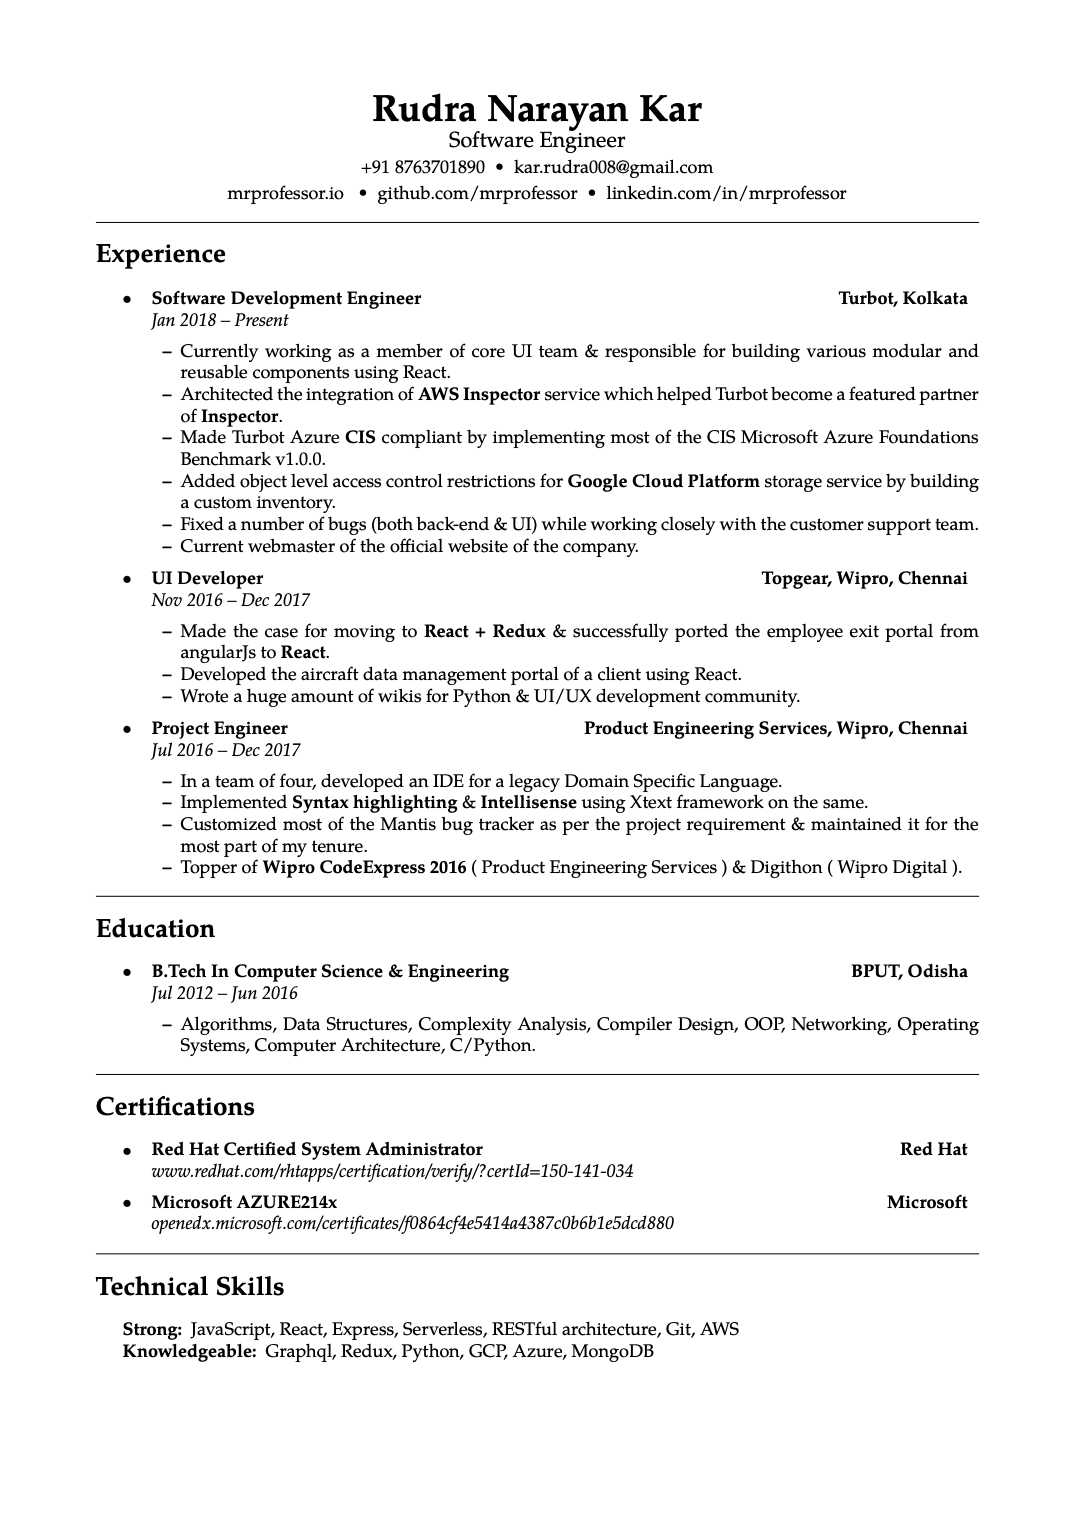 Rudra Narayan Kar
Software Engineer
+91 8763701890 • kar.rudra008@gmail.com
mrprofessor.io • github.com/mrprofessor • linkedin.com/in/mrprofessor
Experience
• Software Development Engineer Turbot, Kolkata
Jan 2018 – Present
– Currently working as a member of core UI team & responsible for building various modular and
reusable components using React.
– Architected the integration of AWS Inspector service which helped Turbot become a featured partner
of Inspector.
– Made Turbot Azure CIS compliant by implementing most of the CIS Microsoft Azure Foundations
Benchmark v1.0.0.
– Added object level access control restrictions for Google Cloud Platform storage service by building
a custom inventory.
– Fixed a number of bugs (both back-end & UI) while working closely with the customer support team.
– Current webmaster of the official website of the company.
• UI Developer Topgear, Wipro, Chennai
Nov 2016 – Dec 2017
– Made the case for moving to React + Redux & successfully ported the employee exit portal from
angularJs to React.
– Developed the aircraft data management portal of a client using React.
– Wrote a huge amount of wikis for Python & UI/UX development community.
• Project Engineer Product Engineering Services, Wipro, Chennai
Jul 2016 – Dec 2017
– In a team of four, developed an IDE for a legacy Domain Specific Language.
– Implemented Syntax highlighting & Intellisense using Xtext framework on the same.
– Customized most of the Mantis bug tracker as per the project requirement & maintained it for the
most part of my tenure.
– Topper of Wipro CodeExpress 2016 ( Product Engineering Services ) & Digithon ( Wipro Digital ).
Education
• B.Tech In Computer Science & Engineering BPUT, Odisha
Jul 2012 – Jun 2016
– Algorithms, Data Structures, Complexity Analysis, Compiler Design, OOP, Networking, Operating
Systems, Computer Architecture, C/Python.
Certifications
• Red Hat Certified System Administrator Red Hat
www.redhat.com/rhtapps/certification/verify/?certId=150-141-034
• Microsoft AZURE214x Microsoft
openedx.microsoft.com/certificates/f0864cf4e5414a4387c0b6b1e5dcd880
Technical Skills
Strong: JavaScript, React, Express, Serverless, RESTful architecture, Git, AWS
Knowledgeable: Graphql, Redux, Python, GCP, Azure, MongoDB